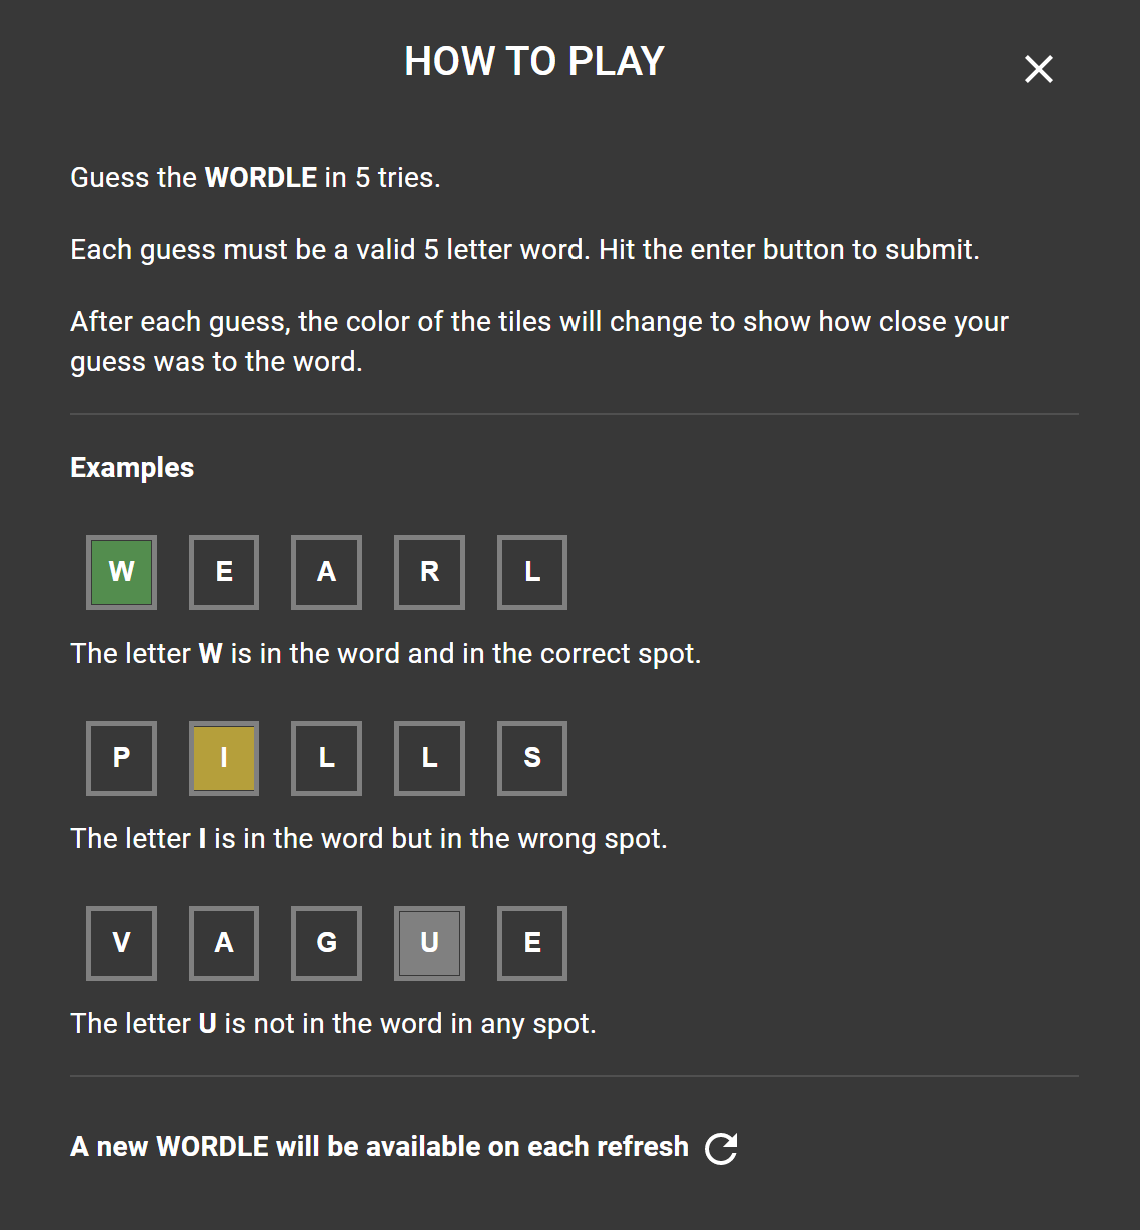 HOW TO PLAY
Guess the WORDLE in 5 tries.
Each guess must be a valid 5 letter word. Hit the enter button to submit.
After each guess, the color of the tiles will change to show how close your
guess was to the word.
Examples
W E A R L
The letter W is in the word and in the correct spot.
P I L L S
The letter I is in the word but in the wrong spot.
V A G U E
The letter U is not in the word in any spot.
A new WORDLE will be available on each refresh